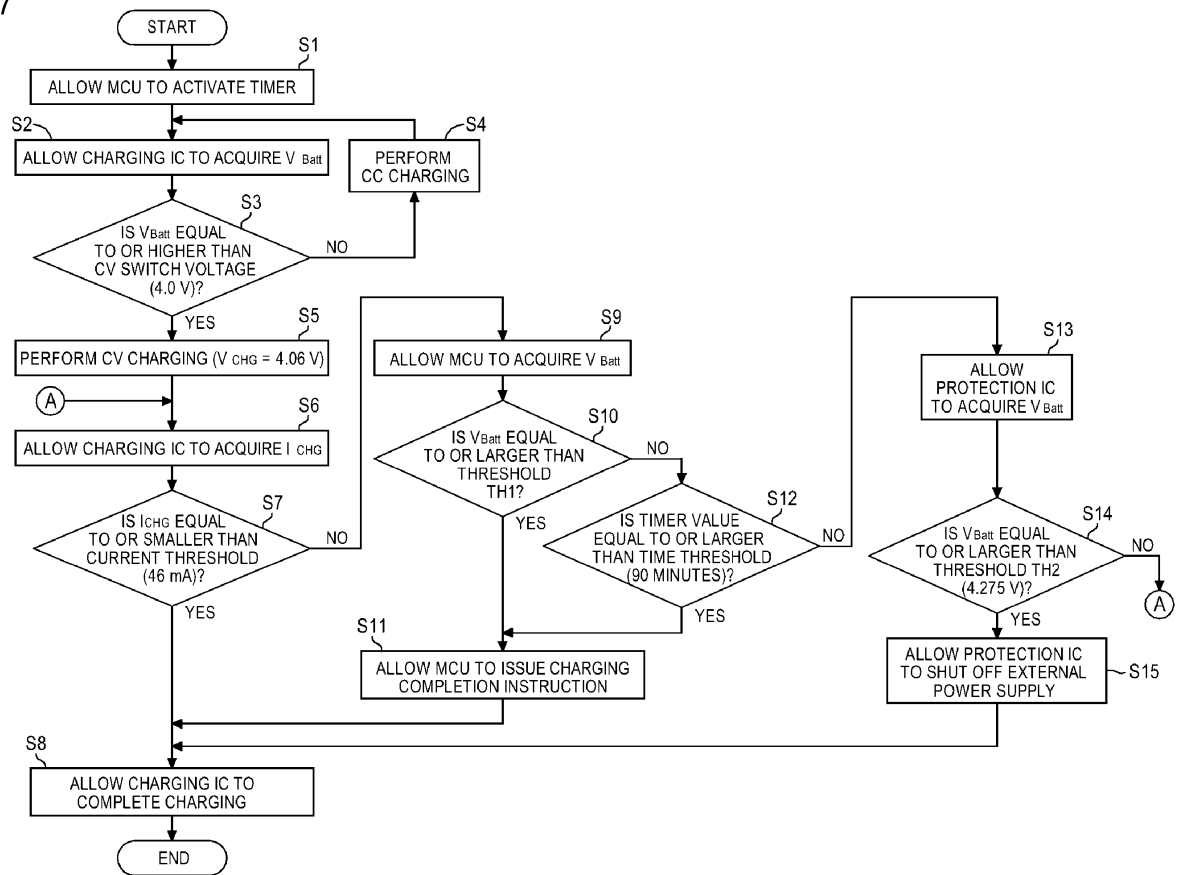 7
START
S1
ALLOW MCU TO ACTIVATE TIMER
S2
ALLOW CHARGING IC TO ACQUIRE V Batt
S4
PERFORM
CC CHARGING
S3
IS VBatt EQUAL
TO OR HIGHER THAN
CV SWITCH VOLTAGE
(4.0 V)?
NO
YES
S5
PERFORM CV CHARGING (V CHG = 4.06 V)
A
S6
ALLOW CHARGING IC TO ACQUIRE I CHG
S7
IS ICHG EQUAL
TO OR SMALLER THAN
CURRENT THRESHOLD
(46 mA)?
NO
YES
S9
ALLOW MCU TO ACQUIRE V Batt
S10
IS VBatt EQUAL
TO OR LARGER THAN
THRESHOLD
TH1?
NO
YES
S12
IS TIMER VALUE
EQUAL TO OR LARGER
THAN TIME THRESHOLD
(90 MINUTES)?
NO
YES
S11
ALLOW MCU TO ISSUE CHARGING
COMPLETION INSTRUCTION
S13
ALLOW
PROTECTION IC
TO ACQUIRE V Batt
S14
IS VBatt EQUAL
TO OR LARGER THAN
THRESHOLD TH2
(4.275 V)?
NO
A
YES
ALLOW PROTECTION IC
TO SHUT OFF EXTERNAL
POWER SUPPLY
S15
S8
ALLOW CHARGING IC TO
COMPLETE CHARGING
END